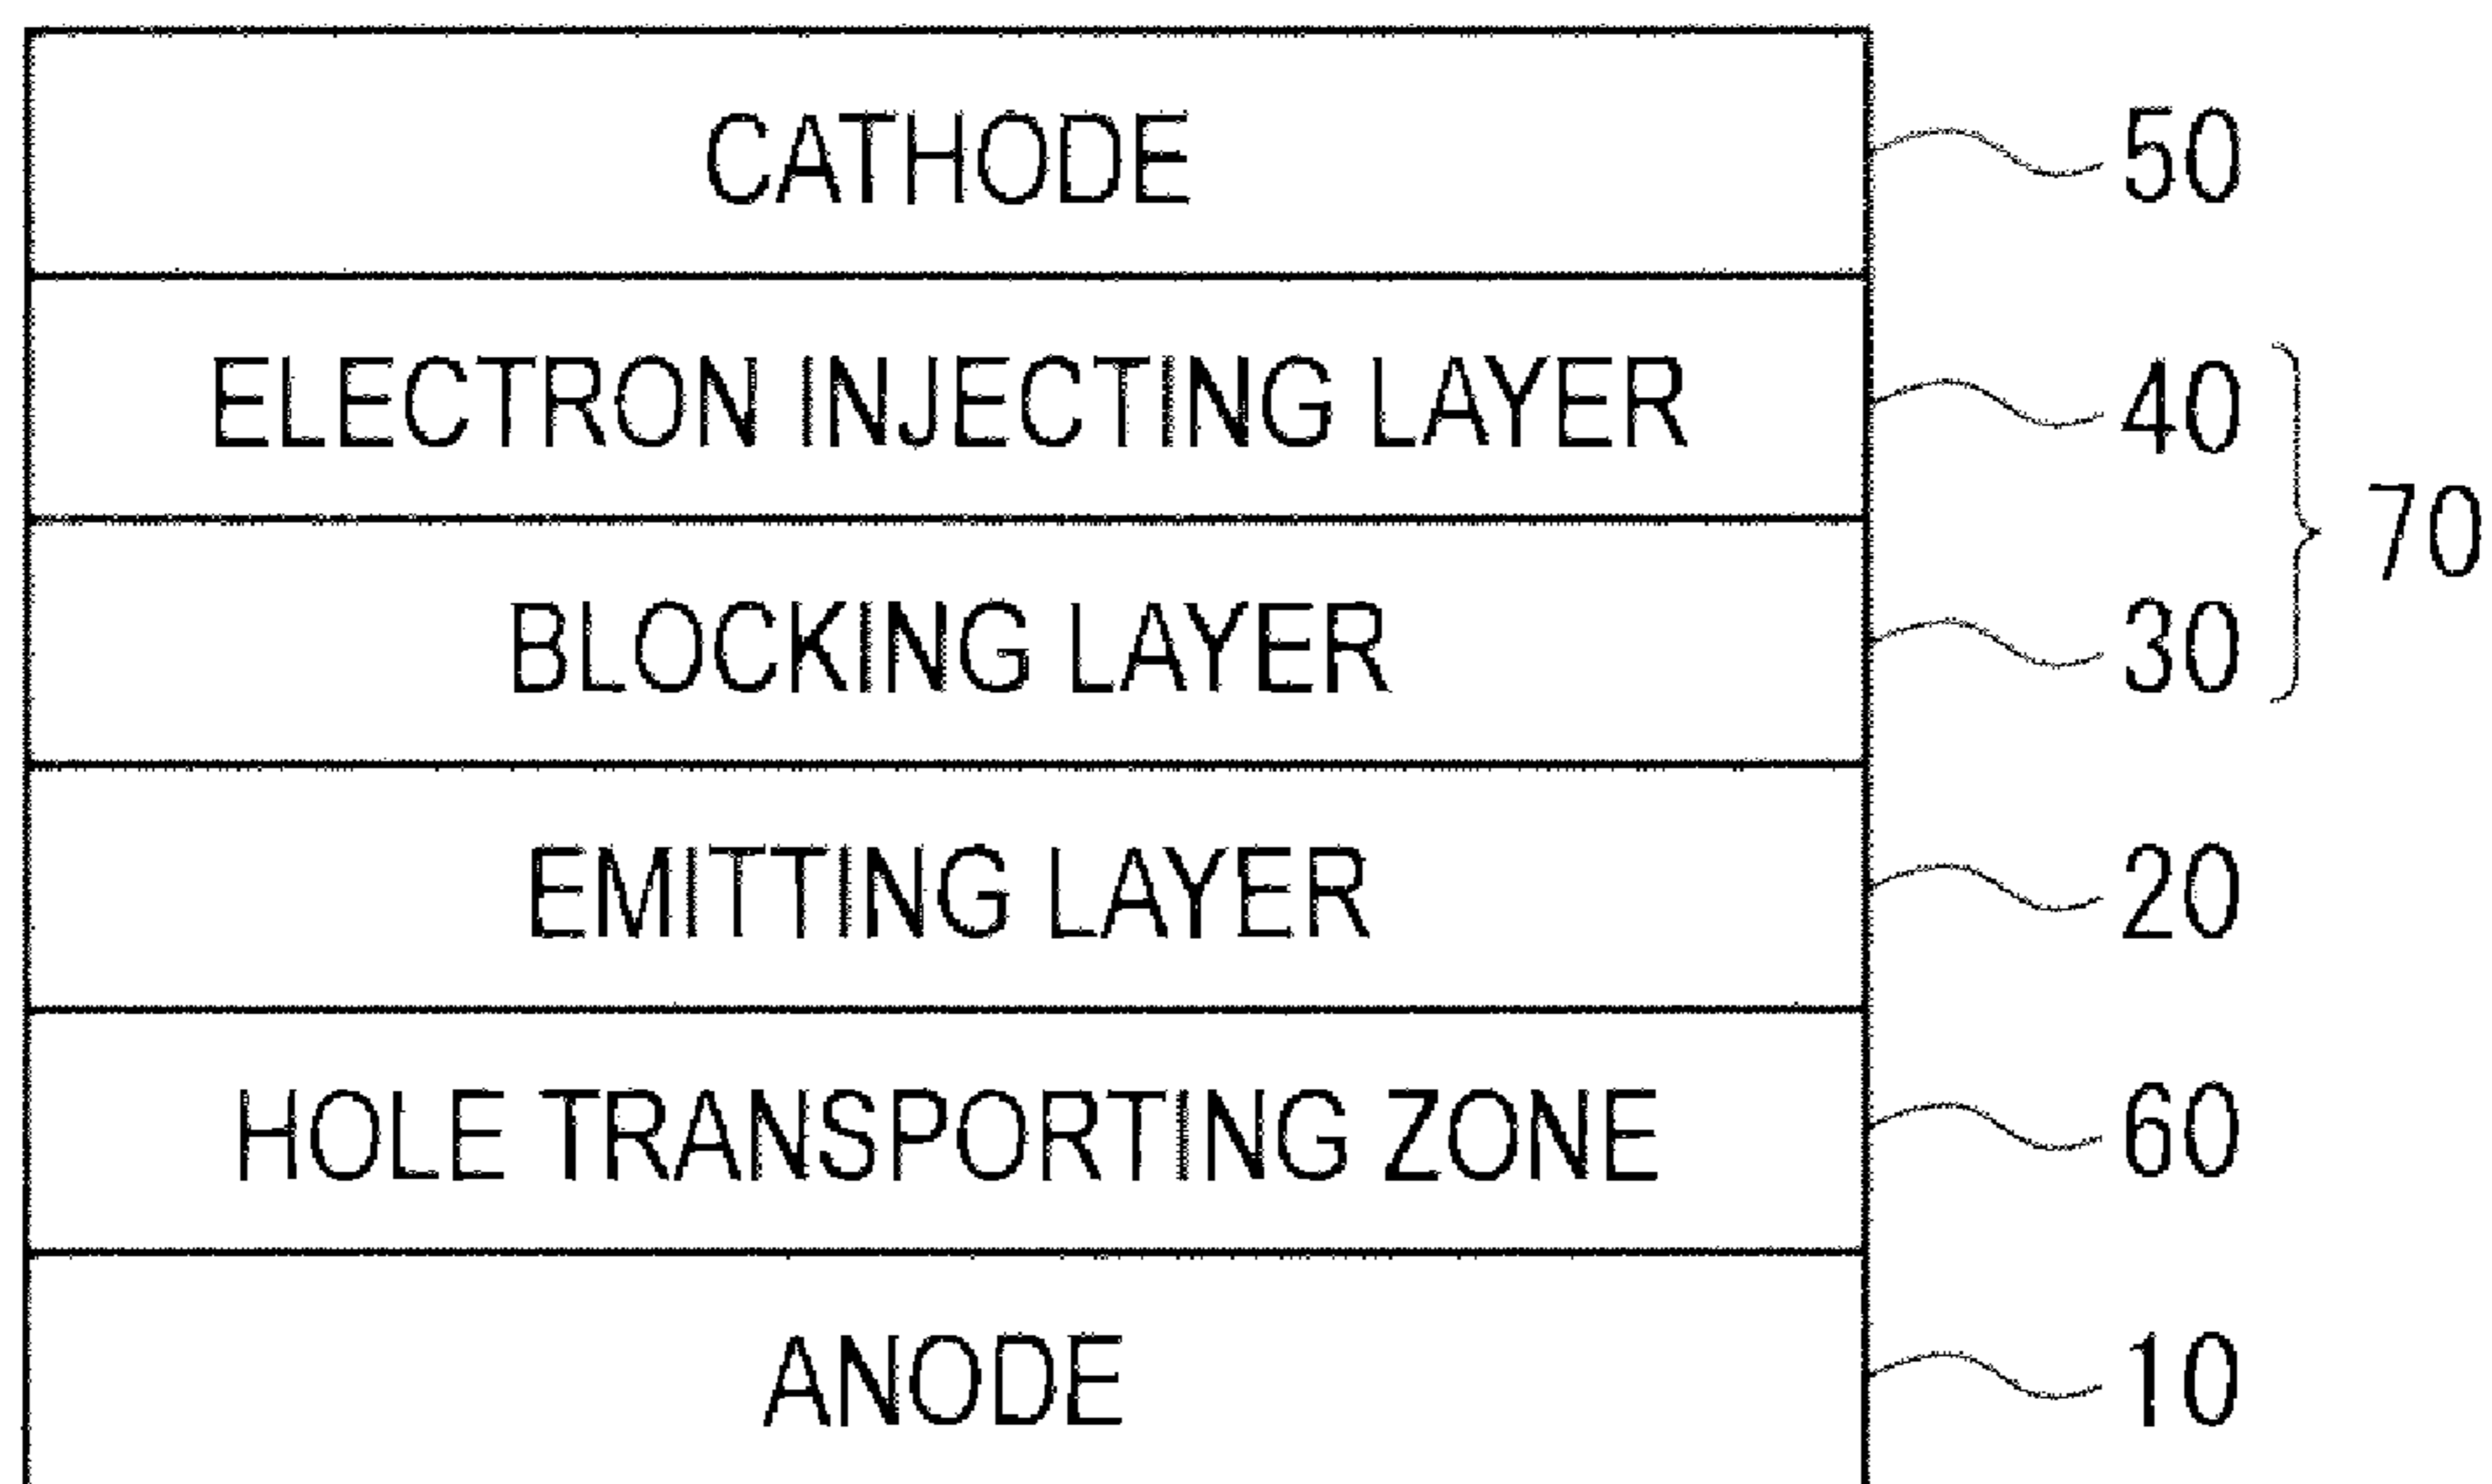 CATHODE 50
ELECTRON INJECTING LAYER 40
70
BLOCKING LAYER 30
EMITTING LAYER 20
HOLE TRANSPORTING ZONE 60
ANODE 10